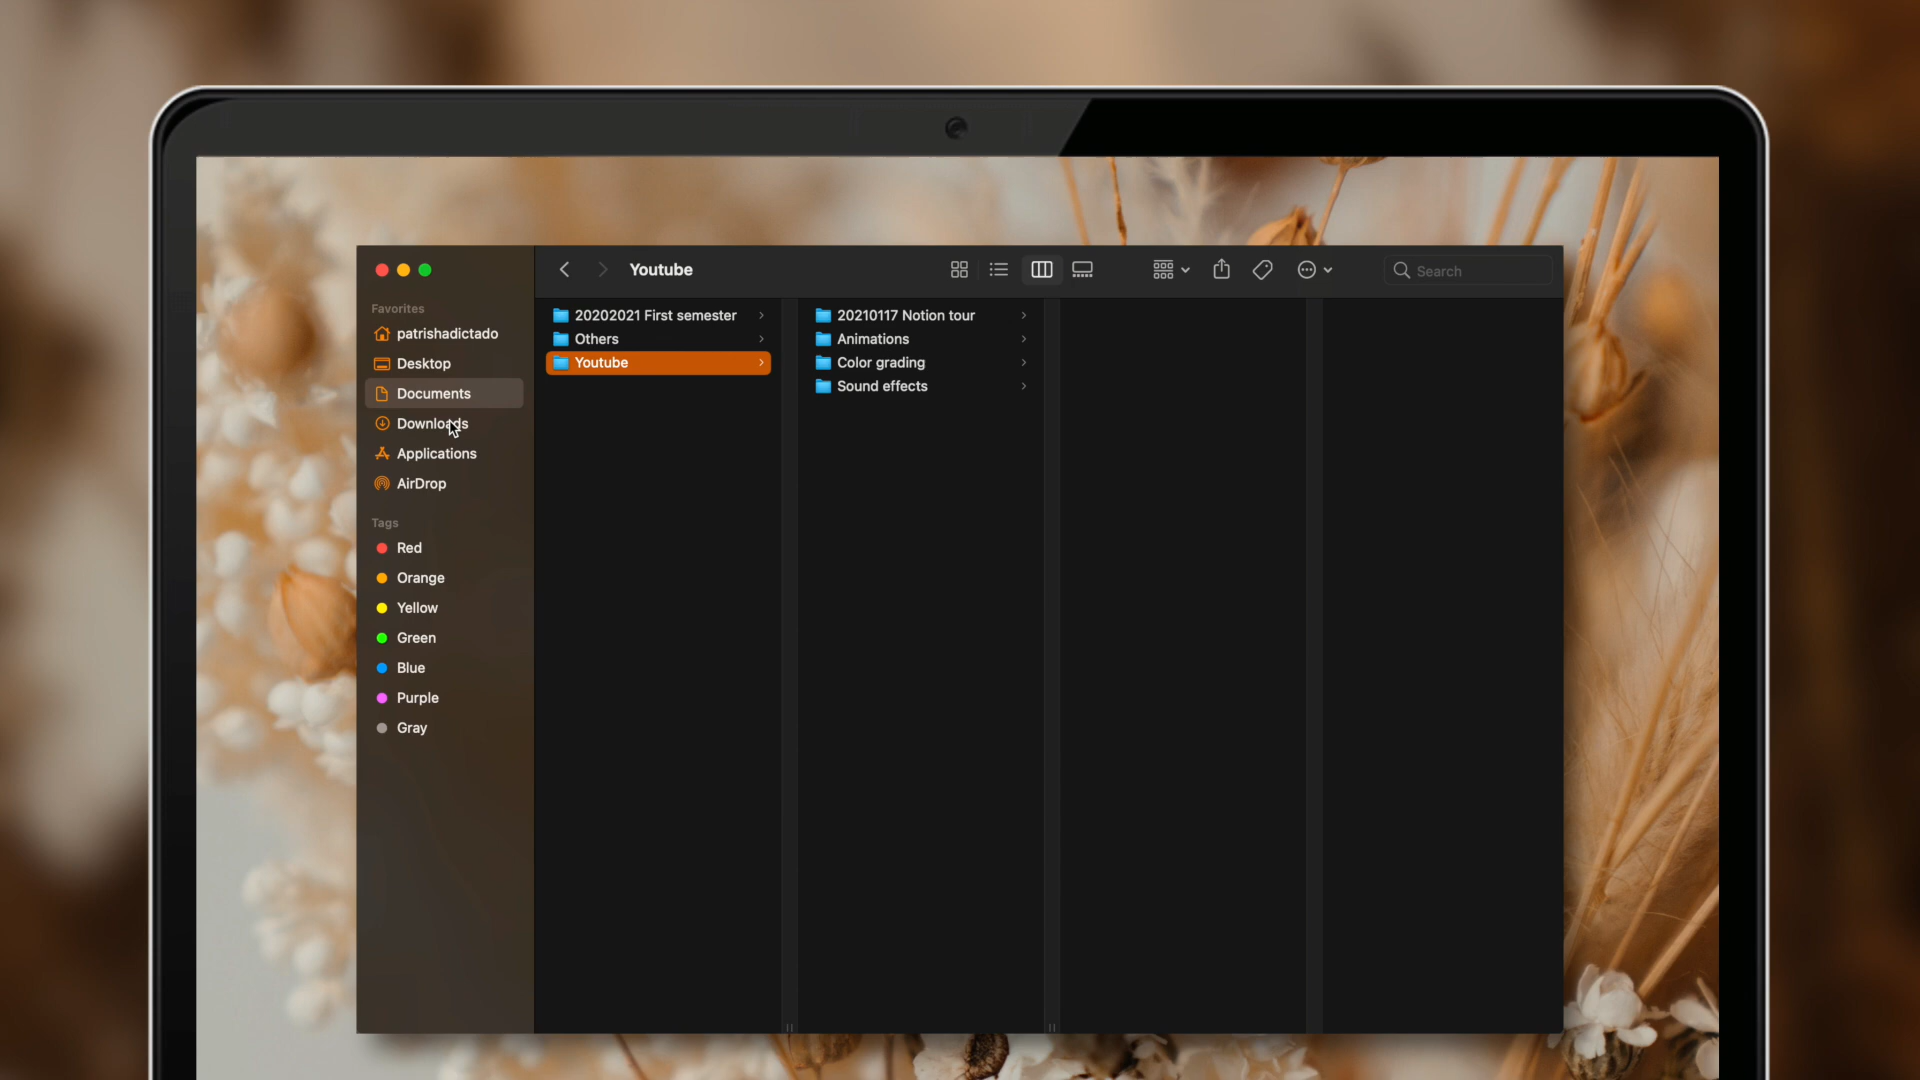 Youtube
Search
Favorites
patrishadictado
Desktop
Documents
Downloads
Applications
AirDrop
Tags
Red
Orange
Yellow
Green
Blue
Purple
Gray
20202021 First semester
Others
Youtube
20210117 Notion tour
Animations
Color grading
Sound effects